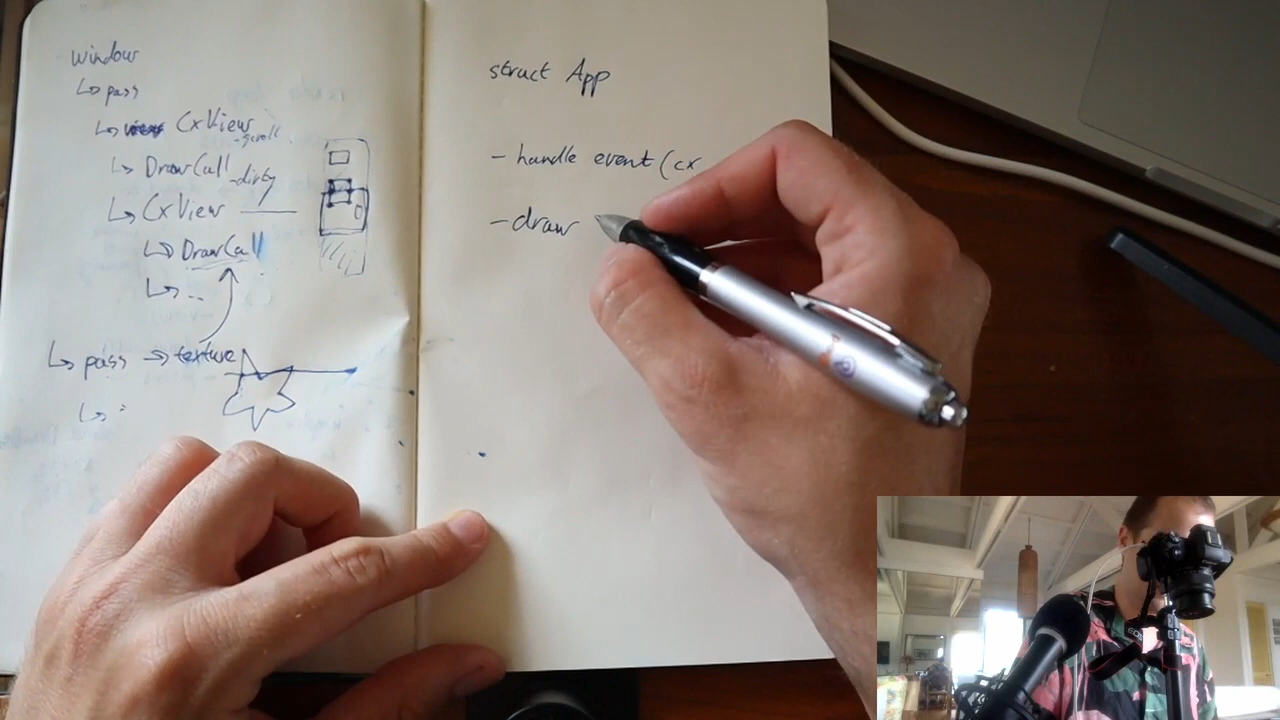 window
↳ pass
↳ CxView
-scroll
↳ DrawCall
-dirty
↳ CxView
↳ DrawCall
↳ ..
↳ pass → texture
↳ :
struct App
- handle event (cx
- draw